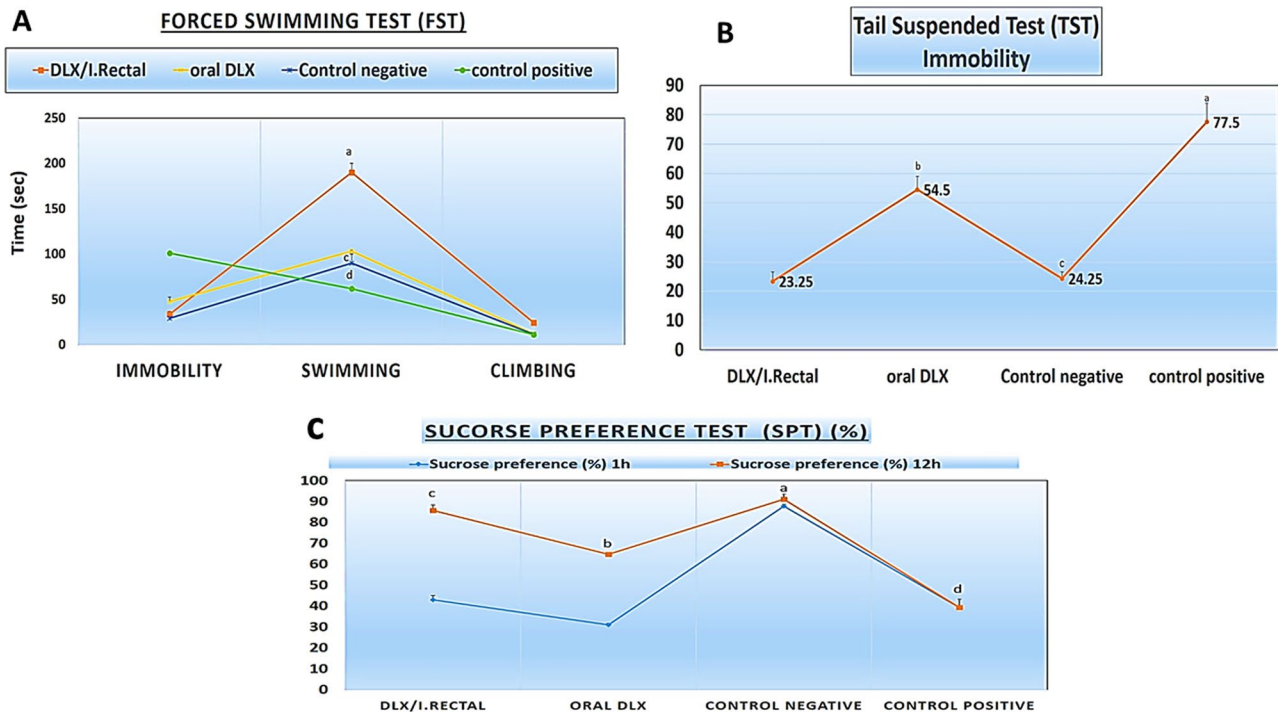 A
FORCED SWIMMING TEST (FST)
DLX/I.Rectal oral DLX Control negative control positive
250
200
150
100
50
0
Time (sec)
a
c
d
IMMOBILITY SWIMMING CLIMBING
B
Tail Suspended Test (TST)
Immobility
90
80
70
60
50
40
30
20
10
0
23.25
b
54.5
c
24.25
a
77.5
DLX/I.Rectal oral DLX Control negative control positive
C
SUCORSE PREFERENCE TEST (SPT) (%)
Sucrose preference (%) 1h Sucrose preference (%) 12h
100
90
80
70
60
50
40
30
20
10
0
c
b
a
d
DLX/I.RECTAL ORAL DLX CONTROL NEGATIVE CONTROL POSITIVE